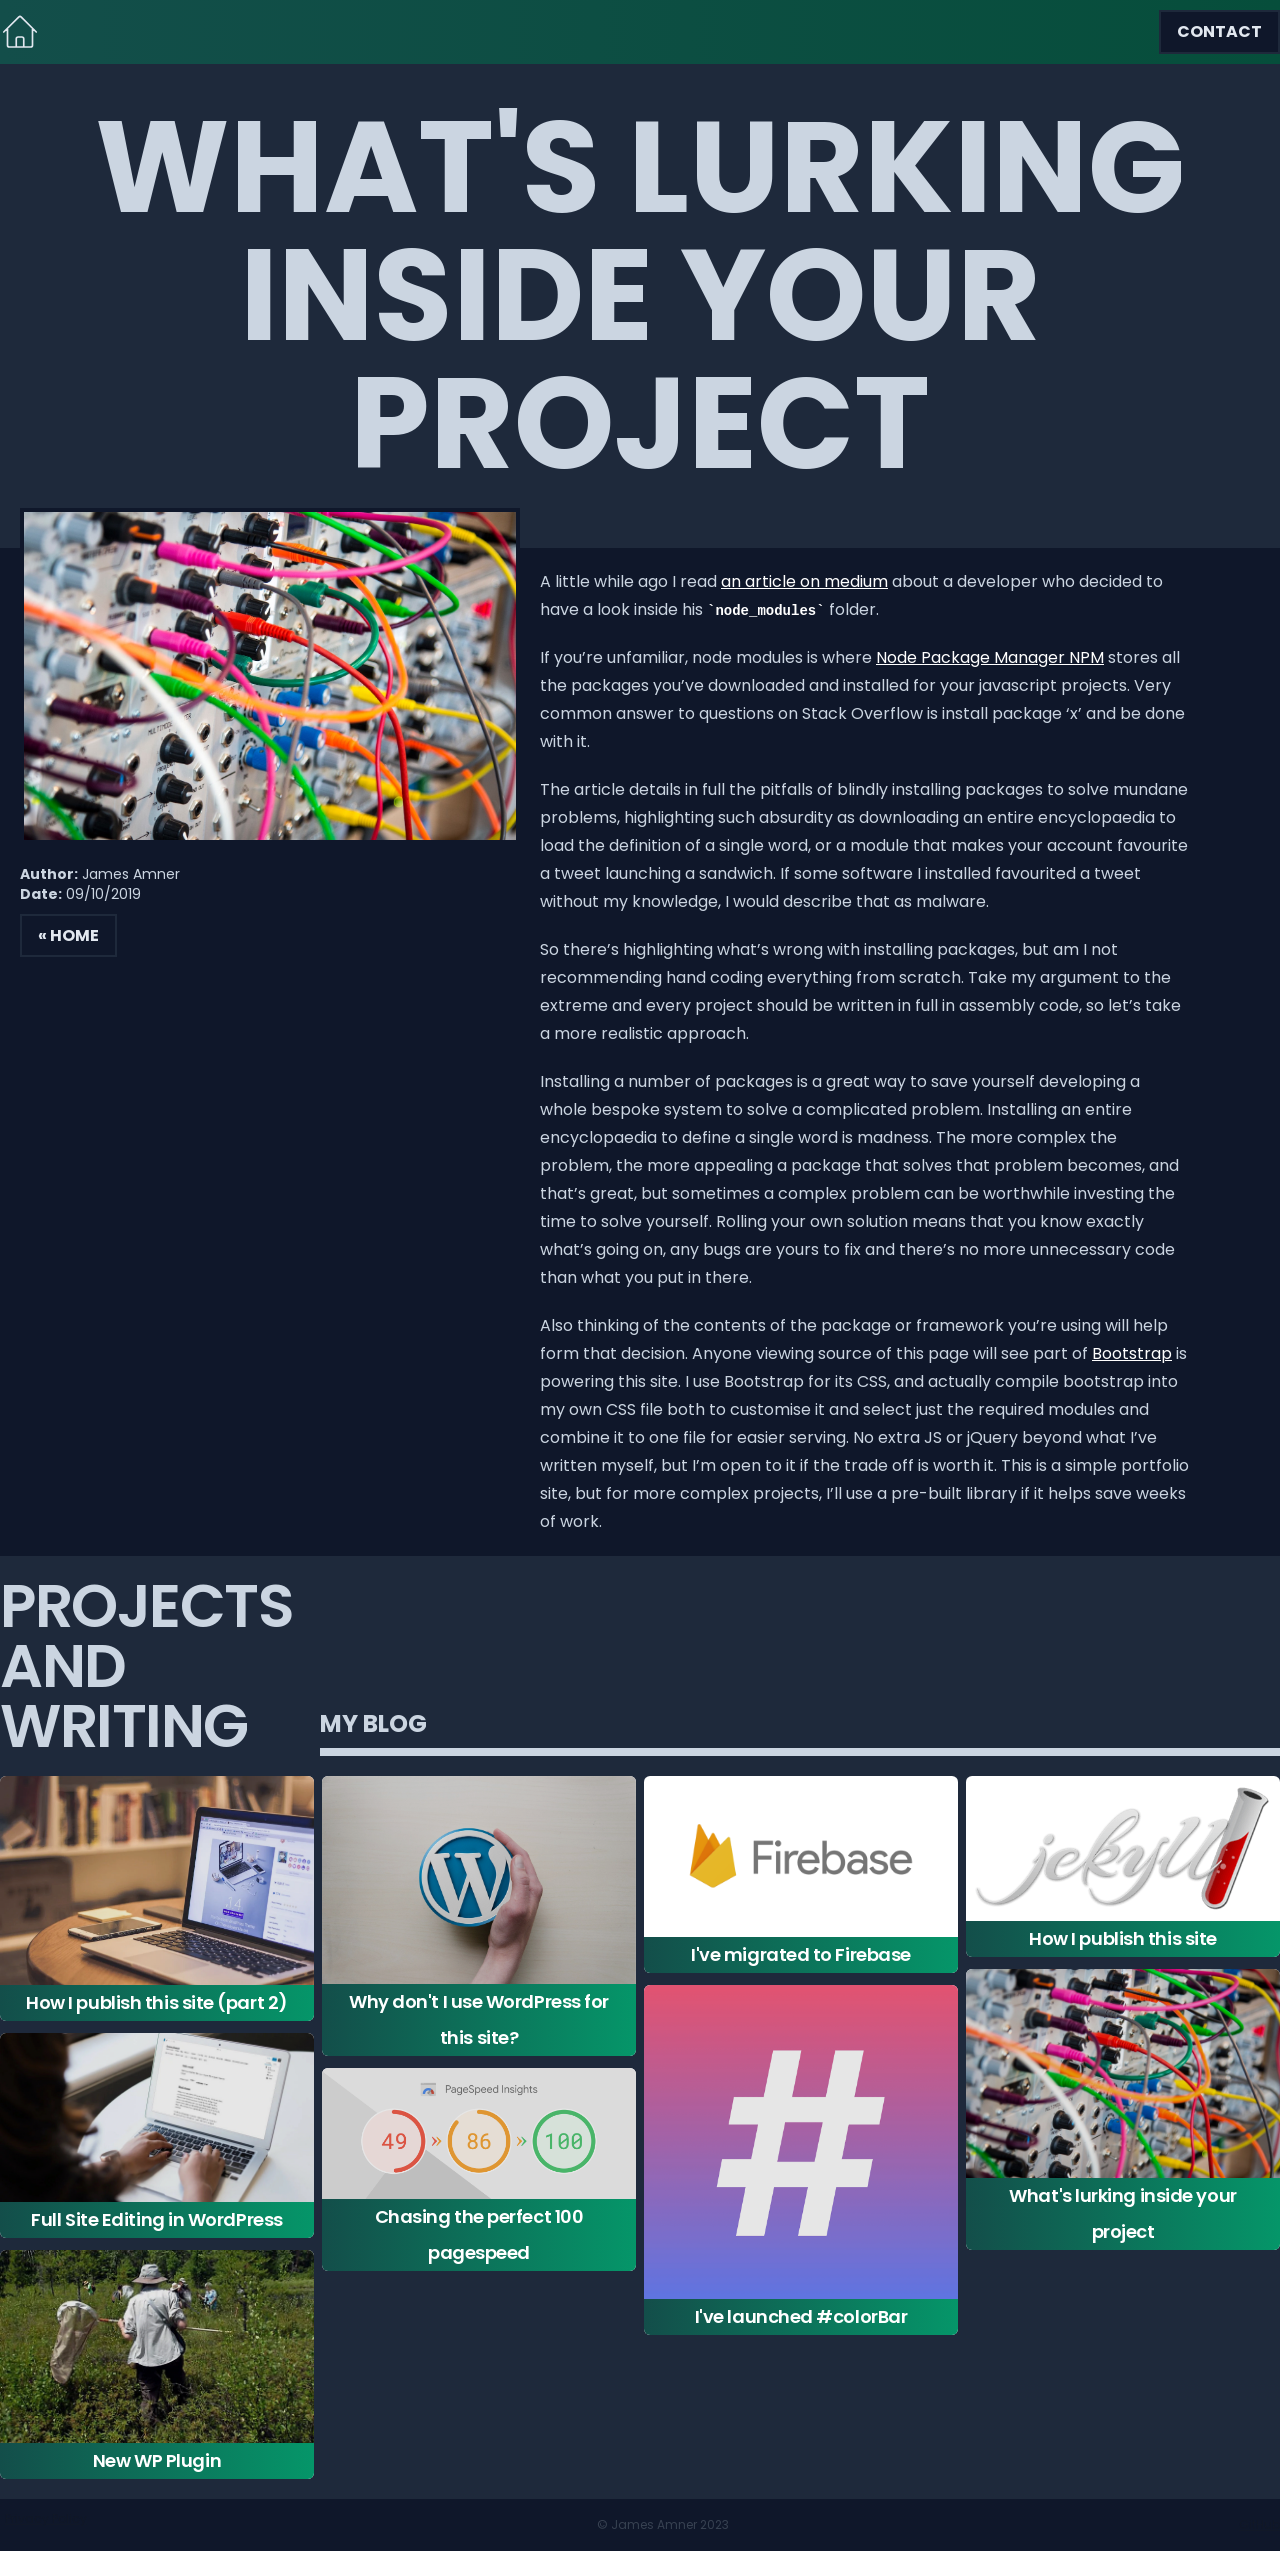 CONTACT
WHAT'S LURKING
INSIDE YOUR
PROJECT
Author: James Amner
Date: 09/10/2019
« HOME
A little while ago I read an article on medium about a developer who decided to
have a look inside his `node_modules` folder.
If you’re unfamiliar, node modules is where Node Package Manager NPM stores all
the packages you’ve downloaded and installed for your javascript projects. Very
common answer to questions on Stack Overflow is install package ‘x’ and be done
with it.
The article details in full the pitfalls of blindly installing packages to solve mundane
problems, highlighting such absurdity as downloading an entire encyclopaedia to
load the definition of a single word, or a module that makes your account favourite
a tweet launching a sandwich. If some software I installed favourited a tweet
without my knowledge, I would describe that as malware.
So there’s highlighting what’s wrong with installing packages, but am I not
recommending hand coding everything from scratch. Take my argument to the
extreme and every project should be written in full in assembly code, so let’s take
a more realistic approach.
Installing a number of packages is a great way to save yourself developing a
whole bespoke system to solve a complicated problem. Installing an entire
encyclopaedia to define a single word is madness. The more complex the
problem, the more appealing a package that solves that problem becomes, and
that’s great, but sometimes a complex problem can be worthwhile investing the
time to solve yourself. Rolling your own solution means that you know exactly
what’s going on, any bugs are yours to fix and there’s no more unnecessary code
than what you put in there.
Also thinking of the contents of the package or framework you’re using will help
form that decision. Anyone viewing source of this page will see part of Bootstrap is
powering this site. I use Bootstrap for its CSS, and actually compile bootstrap into
my own CSS file both to customise it and select just the required modules and
combine it to one file for easier serving. No extra JS or jQuery beyond what I’ve
written myself, but I’m open to it if the trade off is worth it. This is a simple portfolio
site, but for more complex projects, I’ll use a pre-built library if it helps save weeks
of work.
PROJECTS
AND
WRITING
MY BLOG
How I publish this site (part 2)
Full Site Editing in WordPress
New WP Plugin
W
Why don't I use WordPress for
this site?
PageSpeed Insights
49 » 86 » 100
Chasing the perfect 100
pagespeed
Firebase
I've migrated to Firebase
#
I've launched #colorBar
jekyll
How I publish this site
What's lurking inside your
project
© James Amner 2023